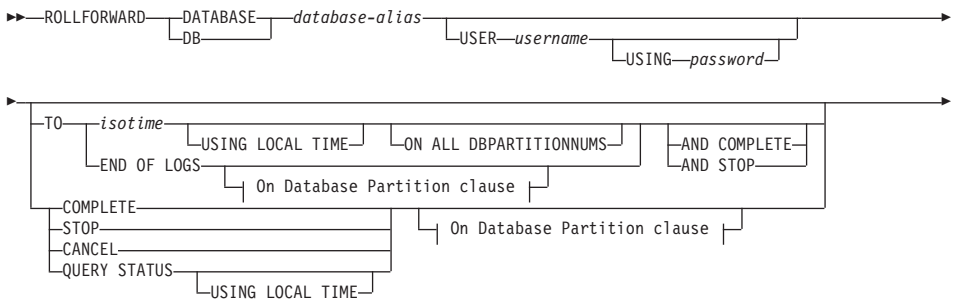 ROLLFORWARD DATABASE database-alias
DB USER username
USING password
TO isotime
USING LOCAL TIME ON ALL DBPARTITIONNUMS AND COMPLETE
END OF LOGS AND STOP
On Database Partition clause
COMPLETE
STOP On Database Partition clause
CANCEL
QUERY STATUS
USING LOCAL TIME